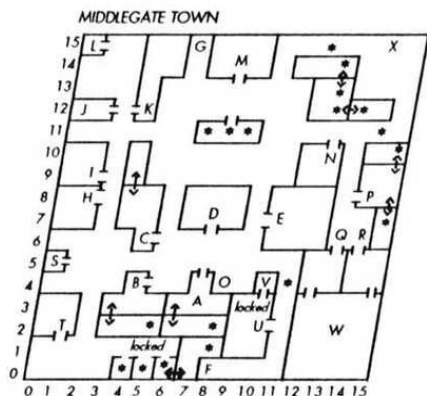 MIDDLEGATE TOWN
15 L G X
14 M
13
12 J K
11
10 N
9 I
8 H P
7 D E
6 C Q R
5 S
4 B O V
3 A locked
2 T U W
1 locked
0 F
0 1 2 3 4 5 6 7 8 9 10 11 12 13 14 15